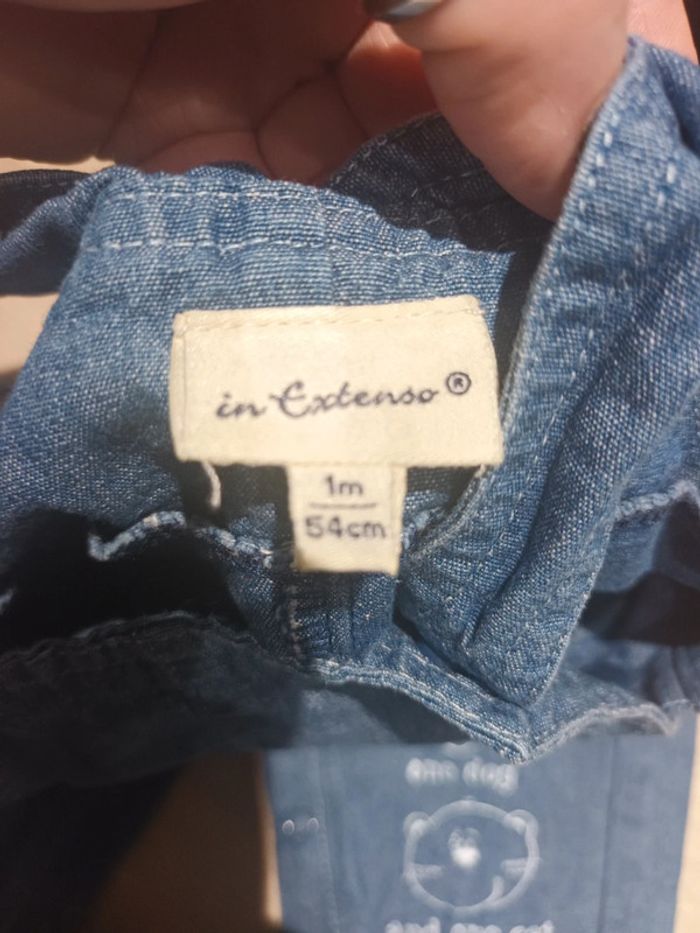 in Extenso®
1m
54cm
one dog
and one cat